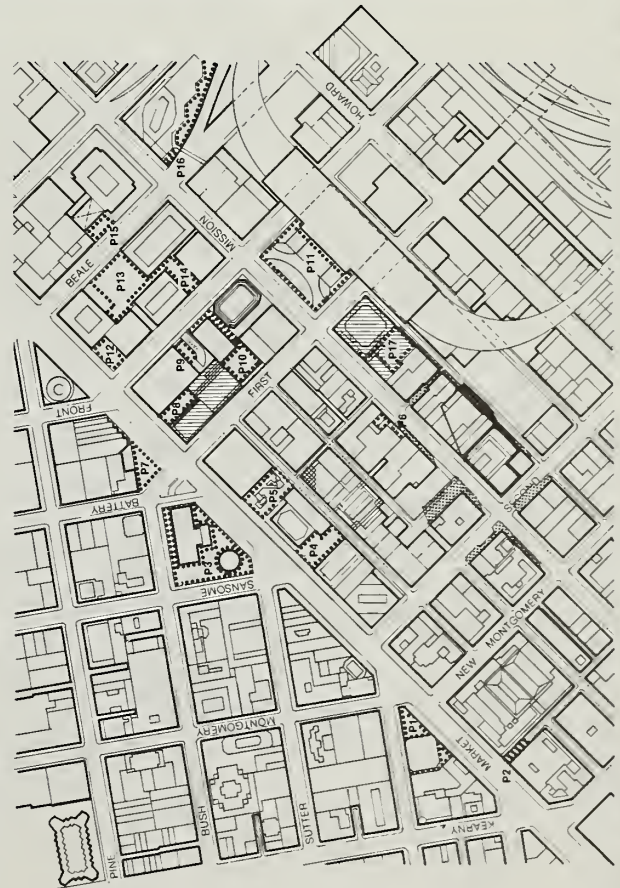 HOWARD
P16
MISSION
P15
BEALE
P13
P14
P11
P12
P9
P10
P17
FRONT
P8
FIRST
P6
P7
BATTERY
P5
SECOND
P3
P4
SANSOME
NEW MONTGOMERY
MONTGOMERY
P1
MARKET
P2
BUSH
SUTTER
KEARNY
PINE